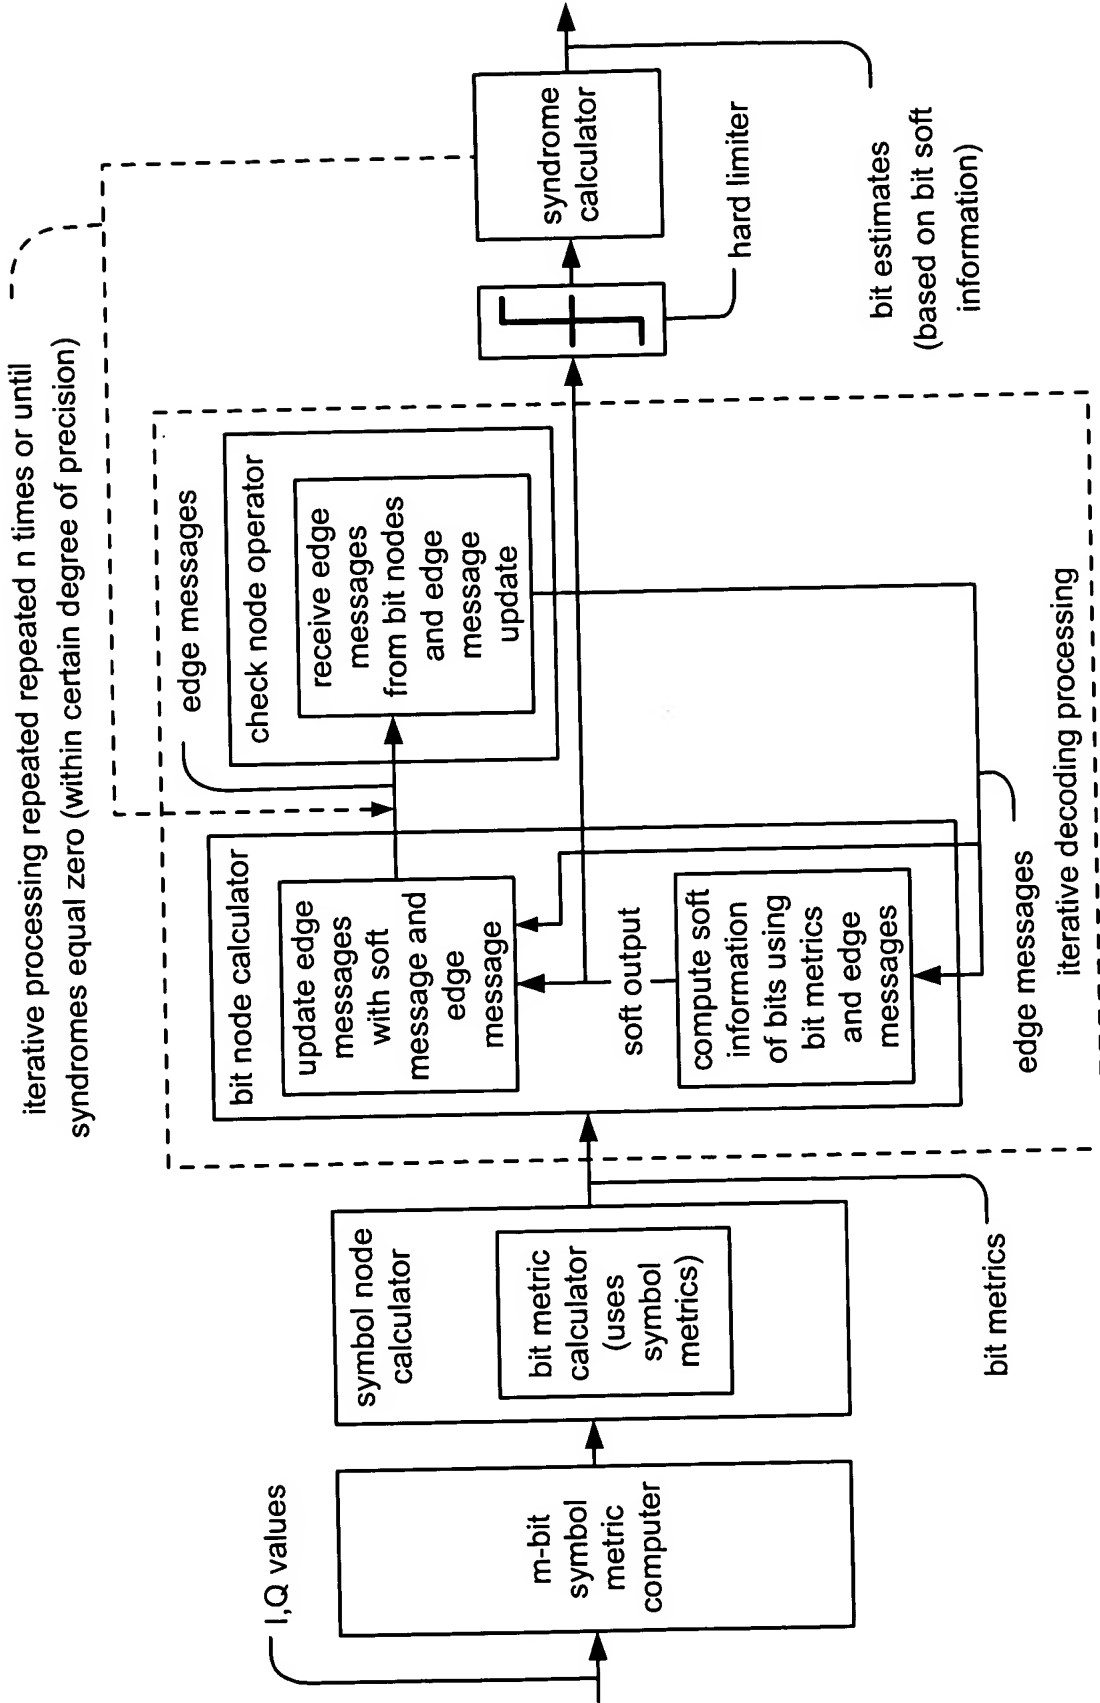 iterative processing repeated repeated n times or until
syndromes equal zero (within certain degree of precision)
I,Q values
m-bit
symbol
metric
computer
symbol node
calculator
bit metric
calculator
(uses
symbol
metrics)
bit metrics
bit node calculator
update edge
messages
with soft
message and
edge
message
soft output
compute soft
information
of bits using
bit metrics
and edge
messages
edge messages
check node operator
receive edge
messages
from bit nodes
and edge
message
update
edge messages
iterative decoding processing
hard limiter
syndrome
calculator
bit estimates
(based on bit soft
information)